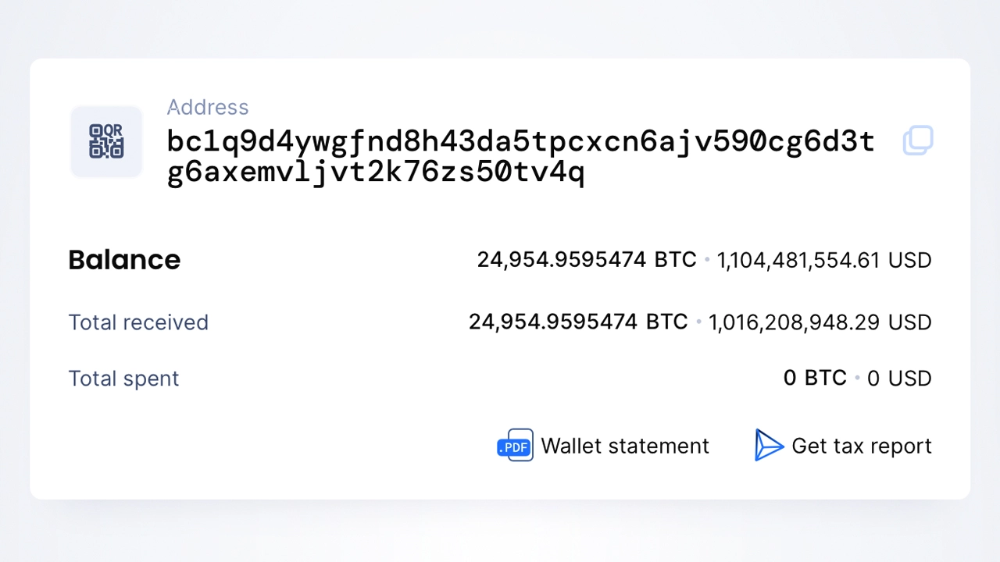 QR
Address
bc1q9d4ywgfnd8h43da5tpcxcn6ajv590cg6d3t
g6axemvljvt2k76zs50tv4q
Balance 24,954.9595474 BTC • 1,104,481,554.61 USD
Total received 24,954.9595474 BTC • 1,016,208,948.29 USD
Total spent 0 BTC • 0 USD
.PDF Wallet statement Get tax report